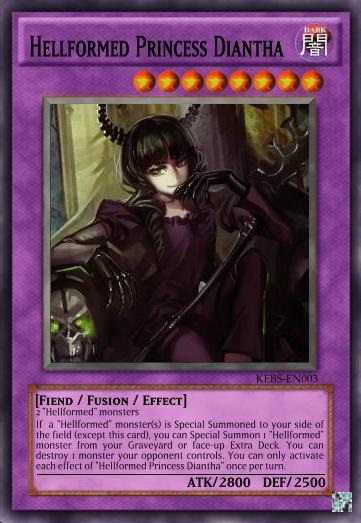 HELLFORMED PRINCESS DIANTHA
DARK
闇
KEBS-EN003
[FIEND / FUSION / EFFECT]
2 "Hellformed" monsters
If a "Hellformed" monster(s) is Special Summoned to your side of
the field (except this card), you can Special Summon 1 "Hellformed"
monster from your Graveyard or face-up Extra Deck. You can
destroy 1 monster your opponent controls. You can only activate
each effect of "Hellformed Princess Diantha" once per turn.
ATK/2800 DEF/2500